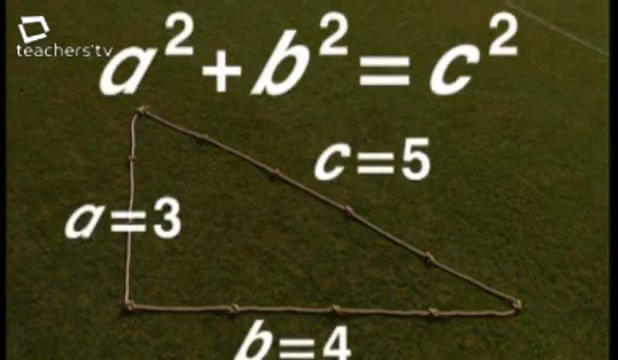 teachers'tv
a² + b² = c²
c=5
a=3
b=4